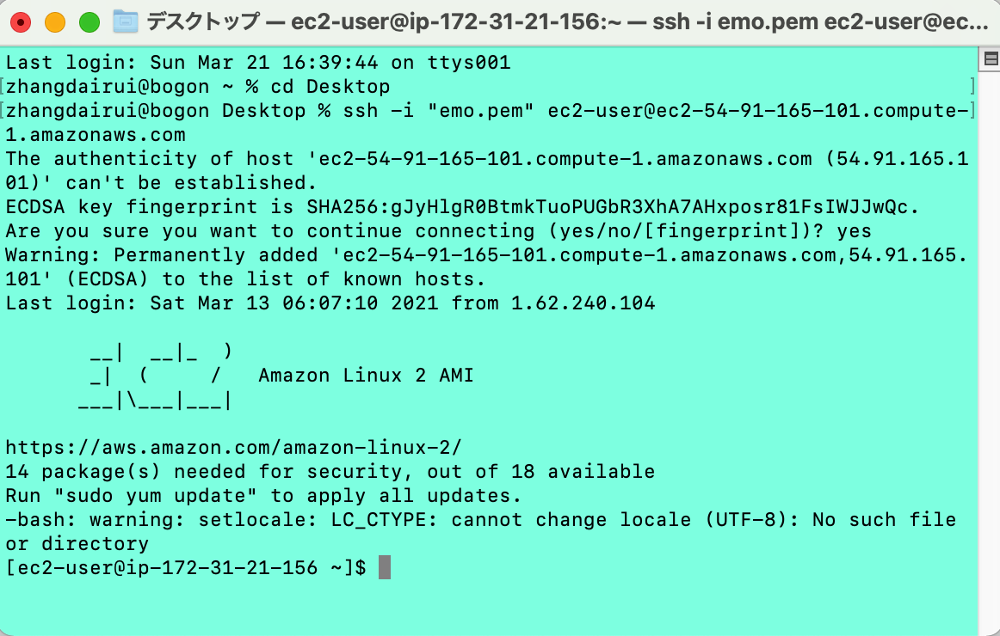 デスクトップ — ec2-user@ip-172-31-21-156:~ — ssh -i emo.pem ec2-user@ec...
Last login: Sun Mar 21 16:39:44 on ttys001
[zhangdairui@bogon ~ % cd Desktop ]
[zhangdairui@bogon Desktop % ssh -i "emo.pem" ec2-user@ec2-54-91-165-101.compute-]
1.amazonaws.com
The authenticity of host 'ec2-54-91-165-101.compute-1.amazonaws.com (54.91.165.1
01)' can't be established.
ECDSA key fingerprint is SHA256:gJyHlgR0BtmkTuoPUGbR3XhA7AHxposr81FsIWJJwQc.
Are you sure you want to continue connecting (yes/no/[fingerprint])? yes
Warning: Permanently added 'ec2-54-91-165-101.compute-1.amazonaws.com,54.91.165.
101' (ECDSA) to the list of known hosts.
Last login: Sat Mar 13 06:07:10 2021 from 1.62.240.104
       __|  __|_  )
       _|  (     /   Amazon Linux 2 AMI
      ___|\___|___|
https://aws.amazon.com/amazon-linux-2/
14 package(s) needed for security, out of 18 available
Run "sudo yum update" to apply all updates.
-bash: warning: setlocale: LC_CTYPE: cannot change locale (UTF-8): No such file
or directory
[ec2-user@ip-172-31-21-156 ~]$